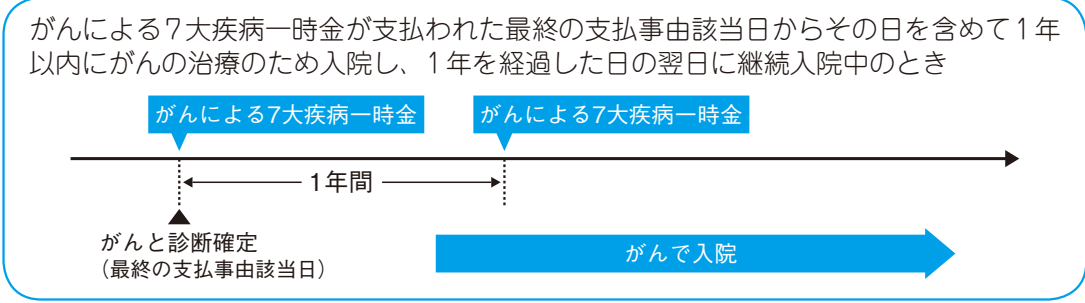 がんによる７大疾病一時金が支払われた最終の支払事由該当日からその日を含めて１年
以内にがんの治療のため入院し、１年を経過した日の翌日に継続入院中のとき
がんによる7大疾病一時金
がんによる7大疾病一時金
1年間
がんと診断確定
（最終の支払事由該当日）
がんで入院